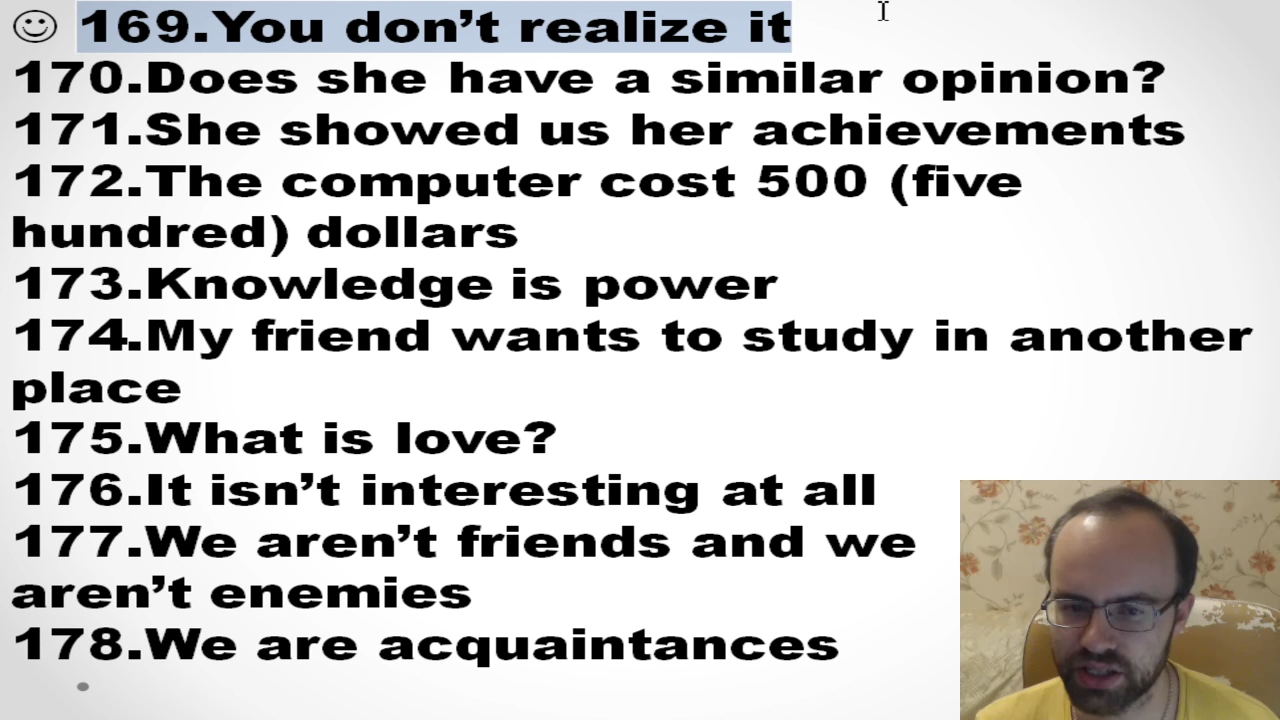 169.You don’t realize it
170.Does she have a similar opinion?
171.She showed us her achievements
172.The computer cost 500 (five
hundred) dollars
173.Knowledge is power
174.My friend wants to study in another
place
175.What is love?
176.It isn’t interesting at all
177.We aren’t friends and we
aren’t enemies
178.We are acquaintances